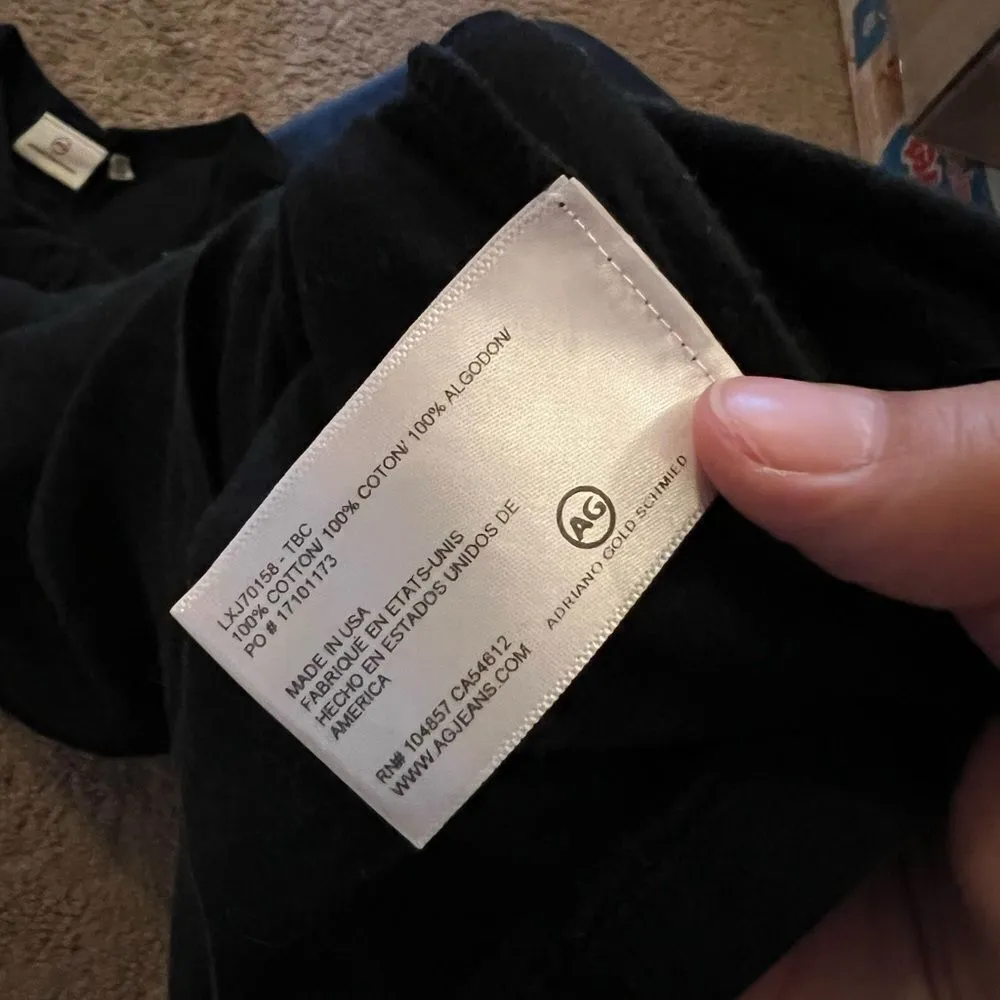 AG
ADRIANO GOLDSCHMIED
LXJ70158 - TBC
100% COTTON/ 100% COTON/ 100% ALGODON/
PO # 17101173
MADE IN USA
FABRIQUÉ EN ETATS-UNIS
HECHO EN ESTADOS UNIDOS DE
AMERICA
RN# 104857 CA54612
WWW.AGJEANS.COM